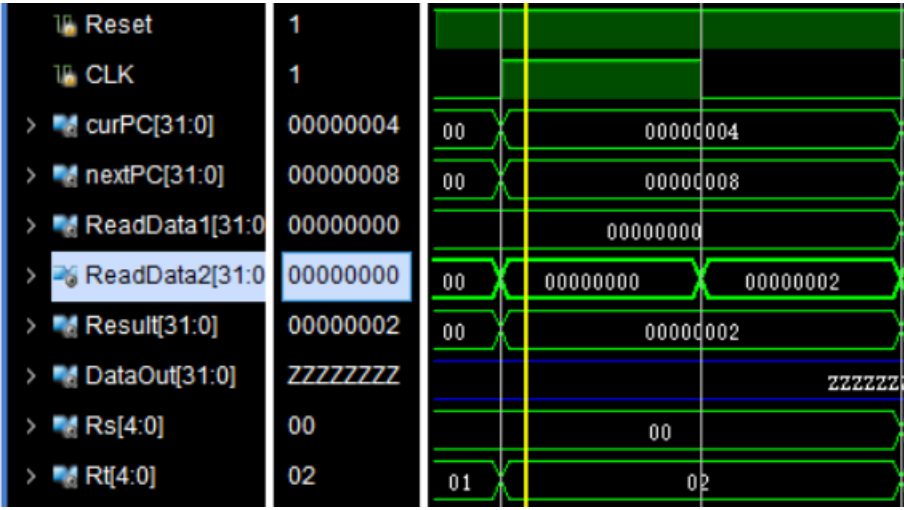 Reset 1
CLK 1
> curPC[31:0] 00000004 00 00000004
> nextPC[31:0] 00000008 00 00000008
> ReadData1[31:0 00000000 00000000
> ReadData2[31:0 00000000 00 00000000 00000002
> Result[31:0] 00000002 00 00000002
> DataOut[31:0] ZZZZZZZZ ZZZZZZZ
> Rs[4:0] 00 00
> Rt[4:0] 02 01 02